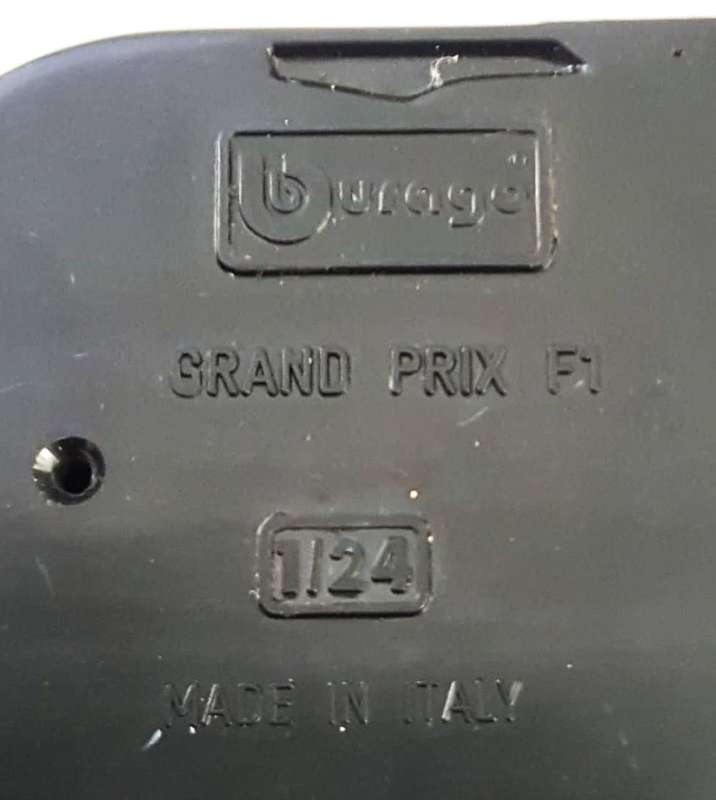 burago®
GRAND PRIX F1
1/24
MADE IN ITALY